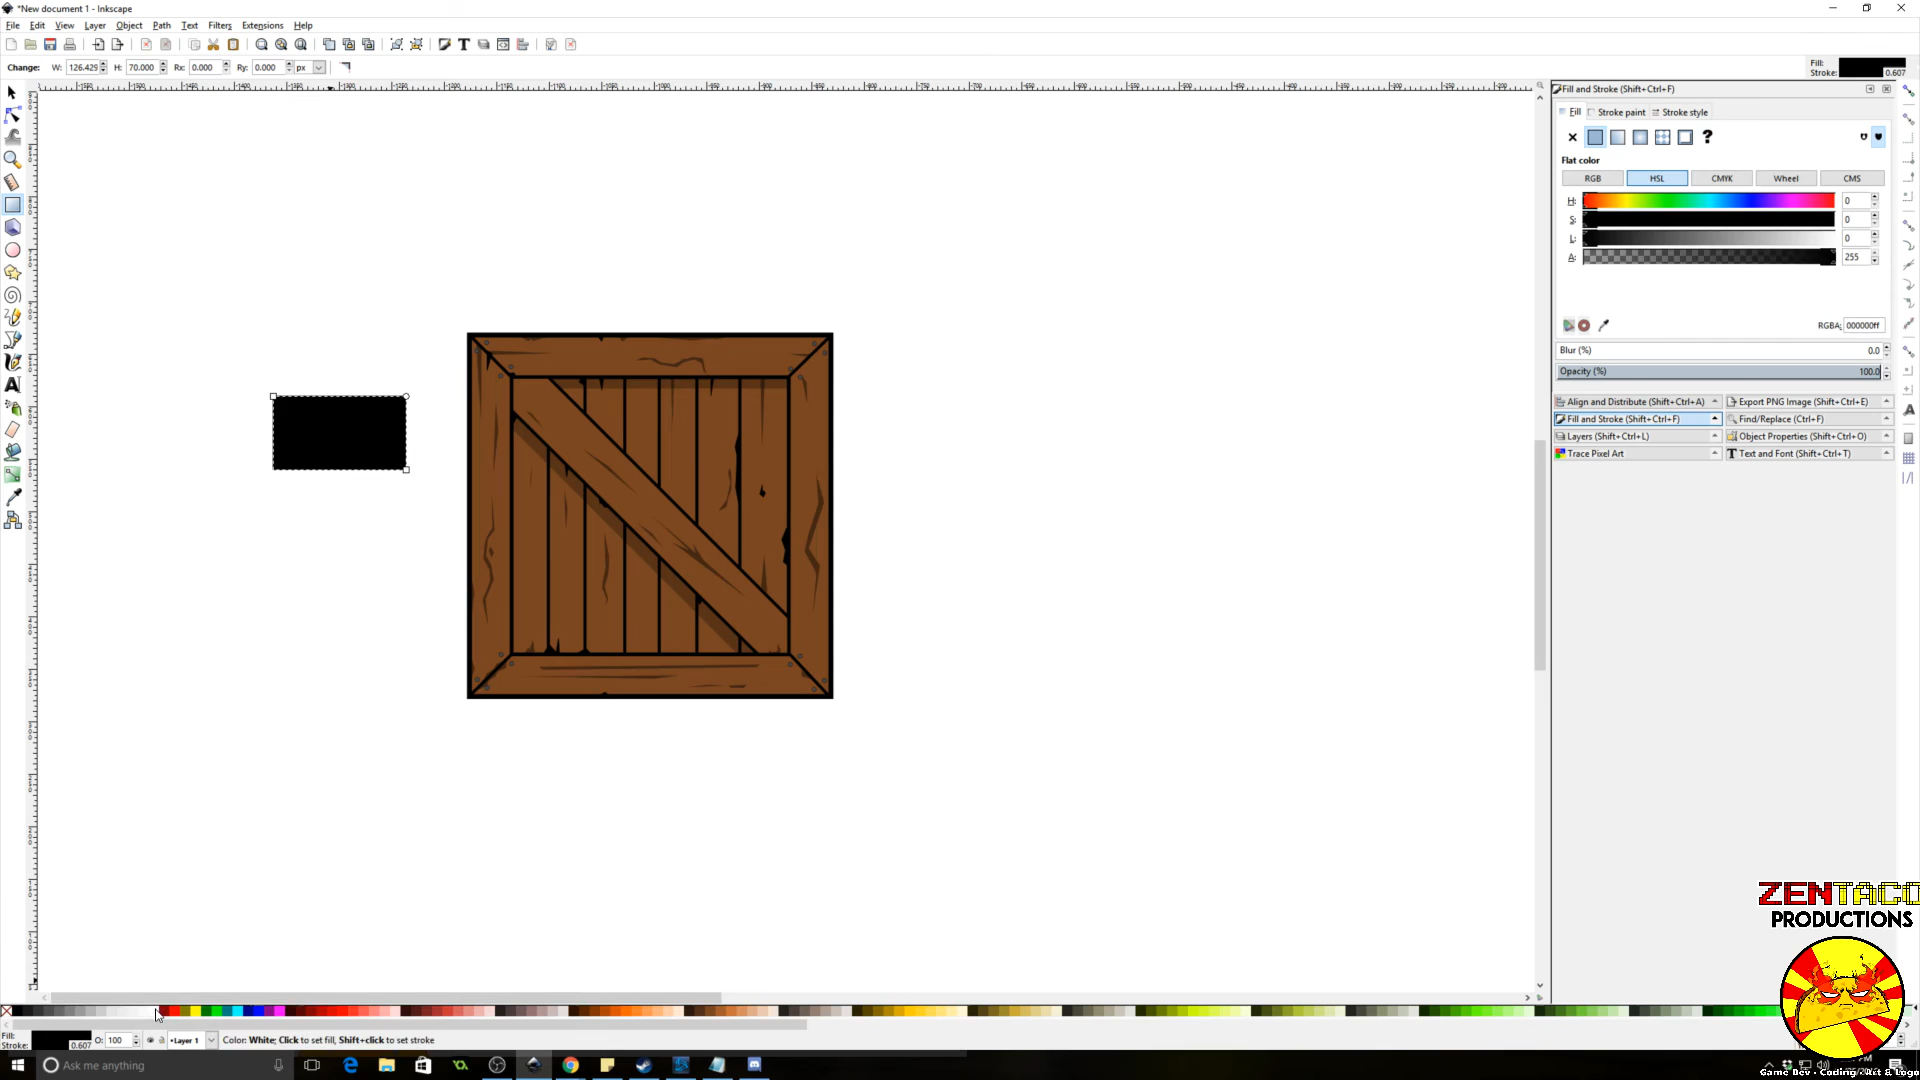 *New document 1 - Inkscape
File Edit View Layer Object Path Text Filters Extensions Help
Change: W: 126.429 H: 70.000 Rx: 0.000 Ry: 0.000 px
Fill:
Stroke: 0.607
Fill and Stroke (Shift+Ctrl+F)
Fill Stroke paint Stroke style
?
Flat color
RGB HSL CMYK Wheel CMS
H: 0
S: 0
L: 0
A: 255
RGBA: 000000ff
Blur (%) 0.0
Opacity (%) 100.0
Align and Distribute (Shift+Ctrl+A) Export PNG Image (Shift+Ctrl+E)
Fill and Stroke (Shift+Ctrl+F) Find/Replace (Ctrl+F)
Layers (Shift+Ctrl+L) Object Properties (Shift+Ctrl+O)
Trace Pixel Art Text and Font (Shift+Ctrl+T)
ZENTACO
PRODUCTIONS
Fill:
Stroke: 0.607 O: 100 •Layer 1 Color: White; Click to set fill, Shift+click to set stroke
Ask me anything
Game Dev - Coding - Art & Logo